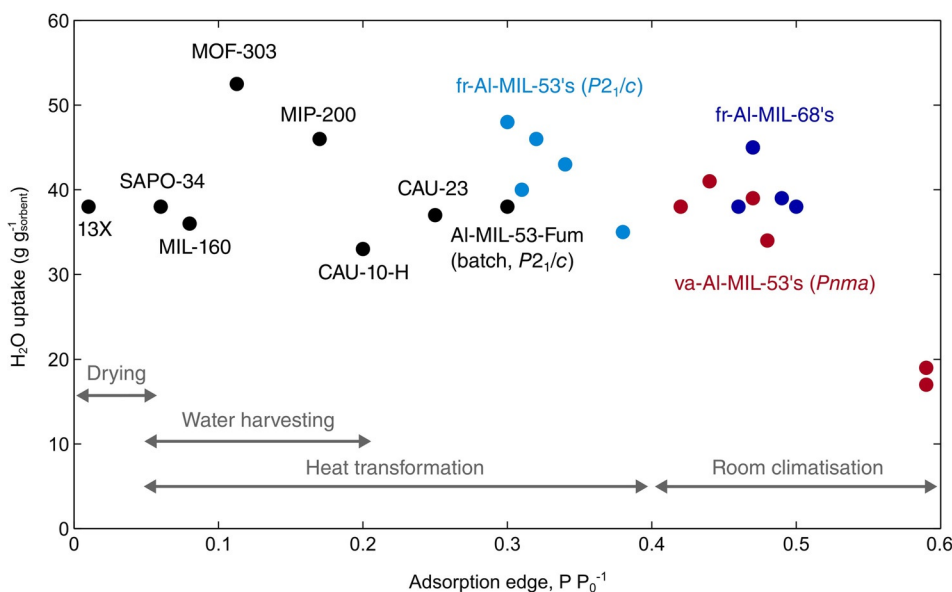 60
50
40
30
20
10
0
H₂O uptake (g g⁻¹sorbent)
MOF-303
MIP-200
SAPO-34
13X
MIL-160
CAU-10-H
CAU-23
Al-MIL-53-Fum
(batch, P2₁/c)
fr-Al-MIL-53's (P2₁/c)
fr-Al-MIL-68's
va-Al-MIL-53's (Pnma)
Drying
Water harvesting
Heat transformation
Room climatisation
0 0.1 0.2 0.3 0.4 0.5 0.6
Adsorption edge, P P₀⁻¹